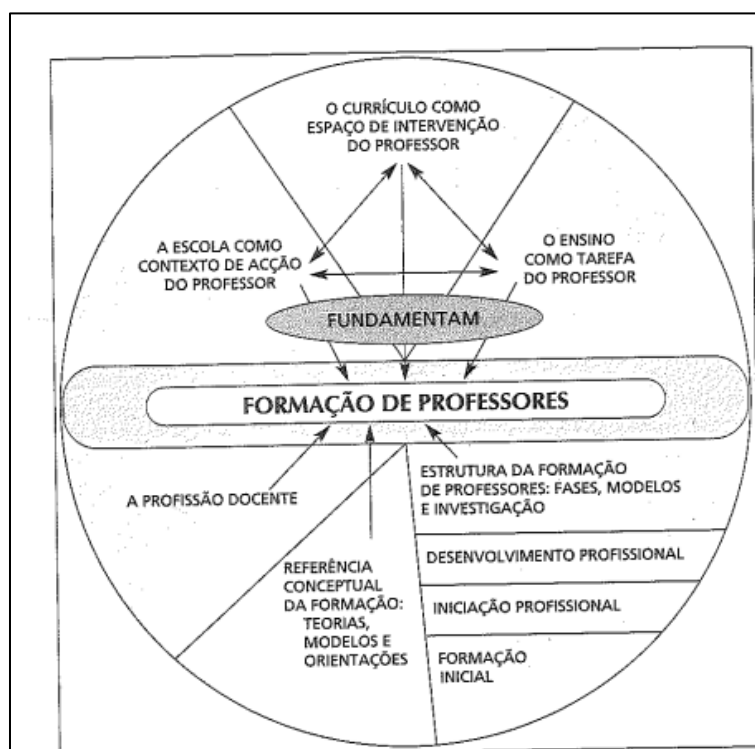 O CURRÍCULO COMO
ESPAÇO DE INTERVENÇÃO
DO PROFESSOR
A ESCOLA COMO
CONTEXTO DE ACÇÃO
DO PROFESSOR
O ENSINO
COMO TAREFA
DO PROFESSOR
FUNDAMENTAM
FORMAÇÃO DE PROFESSORES
A PROFISSÃO DOCENTE
REFERÊNCIA
CONCEPTUAL
DA FORMAÇÃO:
TEORIAS,
MODELOS E
ORIENTAÇÕES
ESTRUTURA DA FORMAÇÃO
DE PROFESSORES: FASES, MODELOS
E INVESTIGAÇÃO
DESENVOLVIMENTO PROFISSIONAL
INICIAÇÃO PROFISSIONAL
FORMAÇÃO
INICIAL